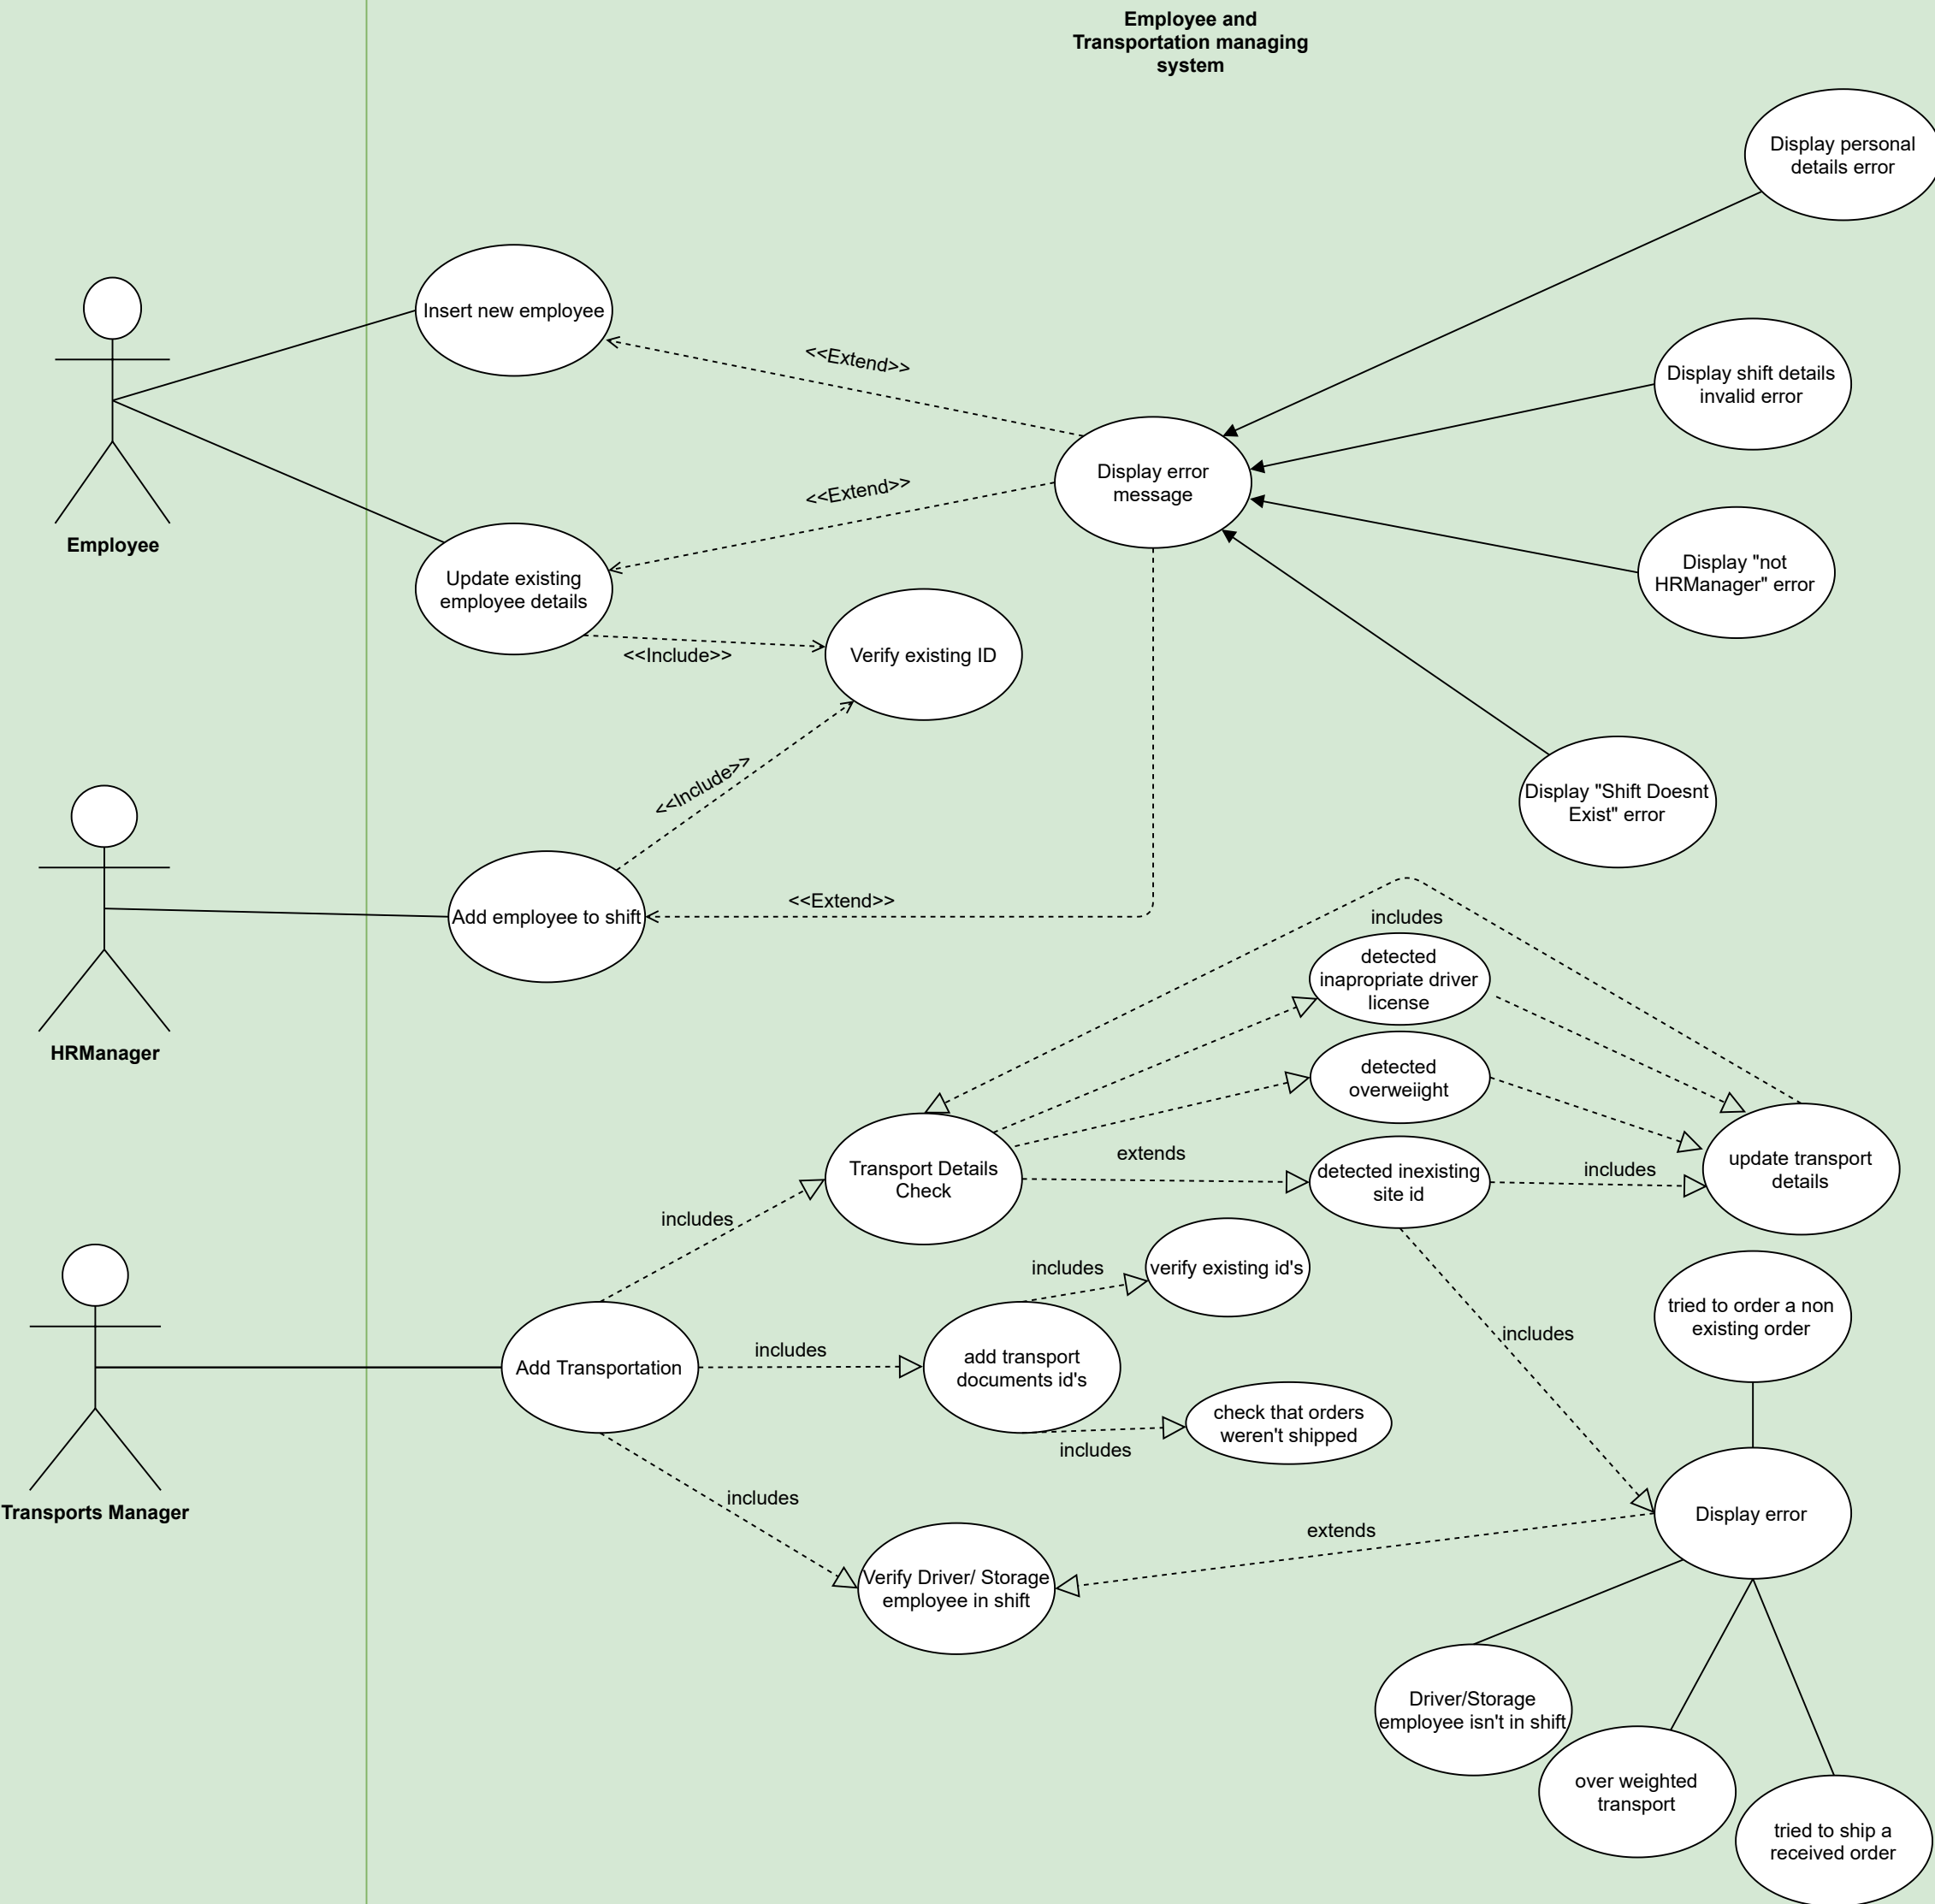 Employee and
Transportation managing
system
Display personal
details error
Insert new employee
<<Extend>>
Display shift details
invalid error
Display error
message
<<Extend>>
Employee
Update existing
employee details
Display "not
HRManager" error
<<Include>>
Verify existing ID
<<Include>>
Display "Shift Doesnt
Exist" error
HRManager
Add employee to shift
<<Extend>>
includes
detected
inapropriate driver
license
detected
overweiight
Transport Details
Check
extends
detected inexisting
site id
includes
update transport
details
includes
includes
verify existing id's
tried to order a non
existing order
includes
Add Transportation
includes
add transport
documents id's
check that orders
weren't shipped
includes
Transports Manager
includes
Display error
extends
Verify Driver/ Storage
employee in shift
Driver/Storage
employee isn't in shift
over weighted
transport
tried to ship a
received order